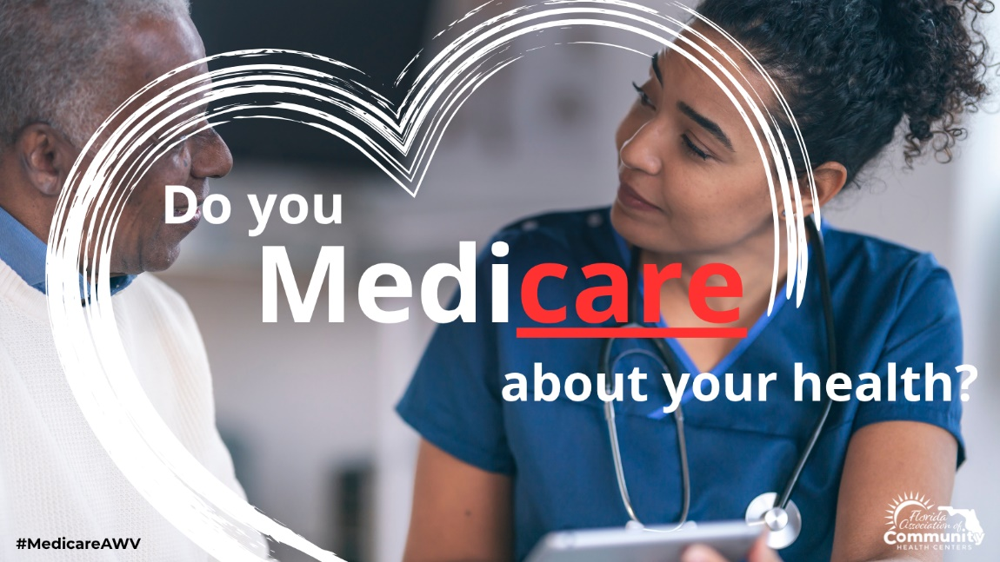 Do you
Medicare
about your health?
#MedicareAWV
Florida
Association of
Community
HEALTH CENTERS